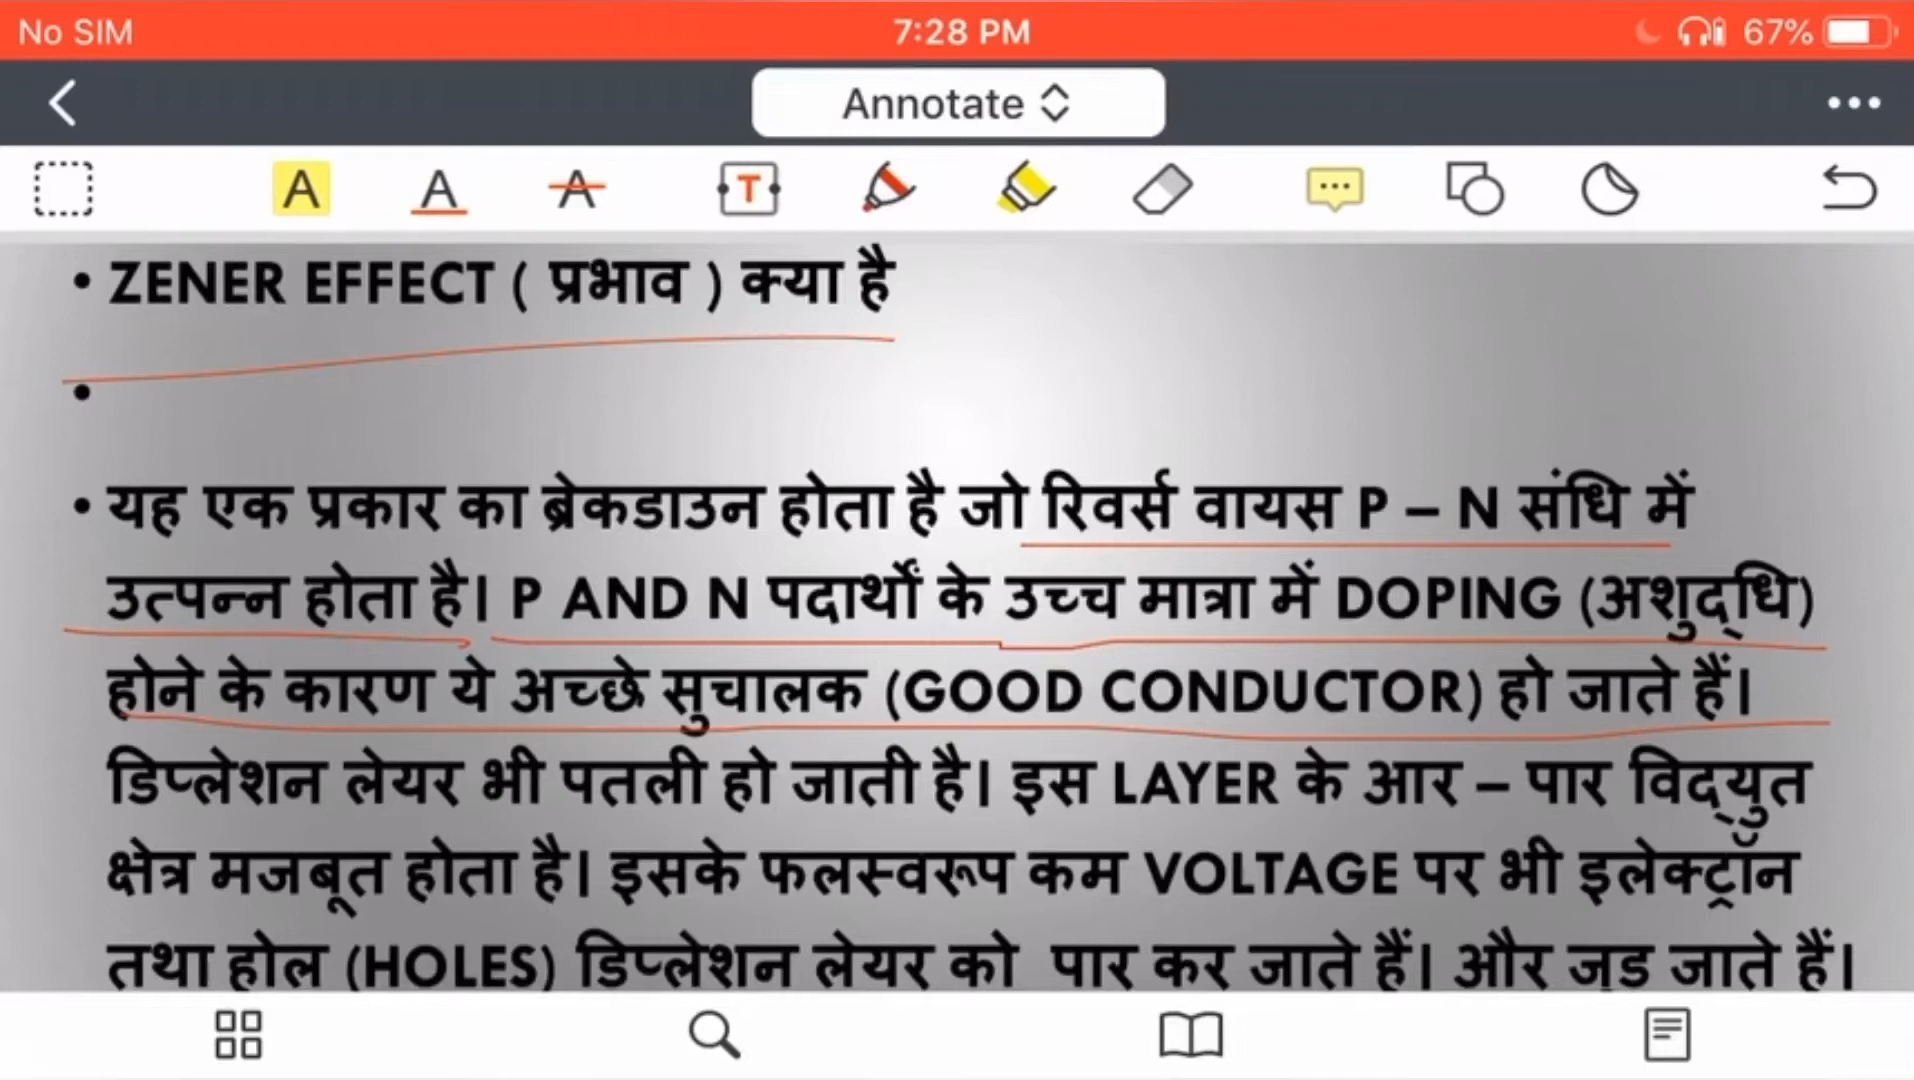 No SIM 7:28 PM 67%
Annotate
A A A T
• ZENER EFFECT ( प्रभाव ) क्या है
•
• यह एक प्रकार का ब्रेकडाउन होता है जो रिवर्स वायस P – N संधि में
उत्पन्न होता है। P AND N पदार्थों के उच्च मात्रा में DOPING (अशुद्धि)
होने के कारण ये अच्छे सुचालक (GOOD CONDUCTOR) हो जाते हैं।
डिप्लेशन लेयर भी पतली हो जाती है। इस LAYER के आर – पार विद्युत
क्षेत्र मजबूत होता है। इसके फलस्वरूप कम VOLTAGE पर भी इलेक्ट्रॉन
तथा होल (HOLES) डिप्लेशन लेयर को पार कर जाते हैं। और जुड जाते हैं।